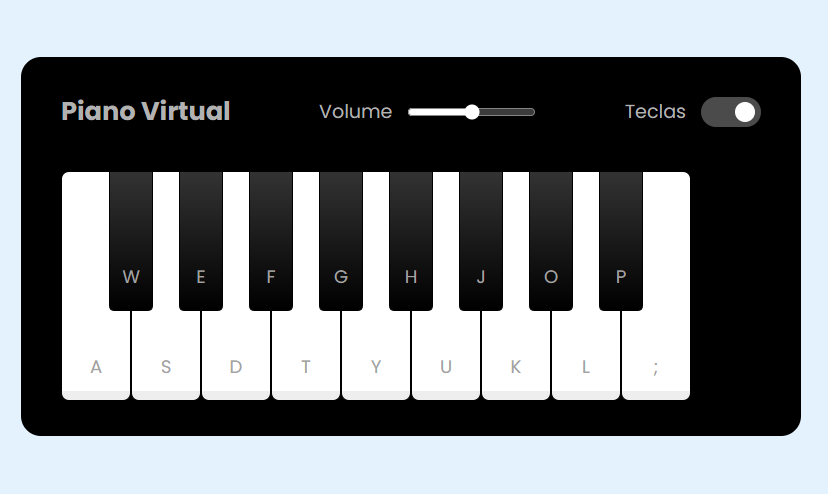 Piano Virtual
Volume
Teclas
W E F G H J O P
A S D T Y U K L ;